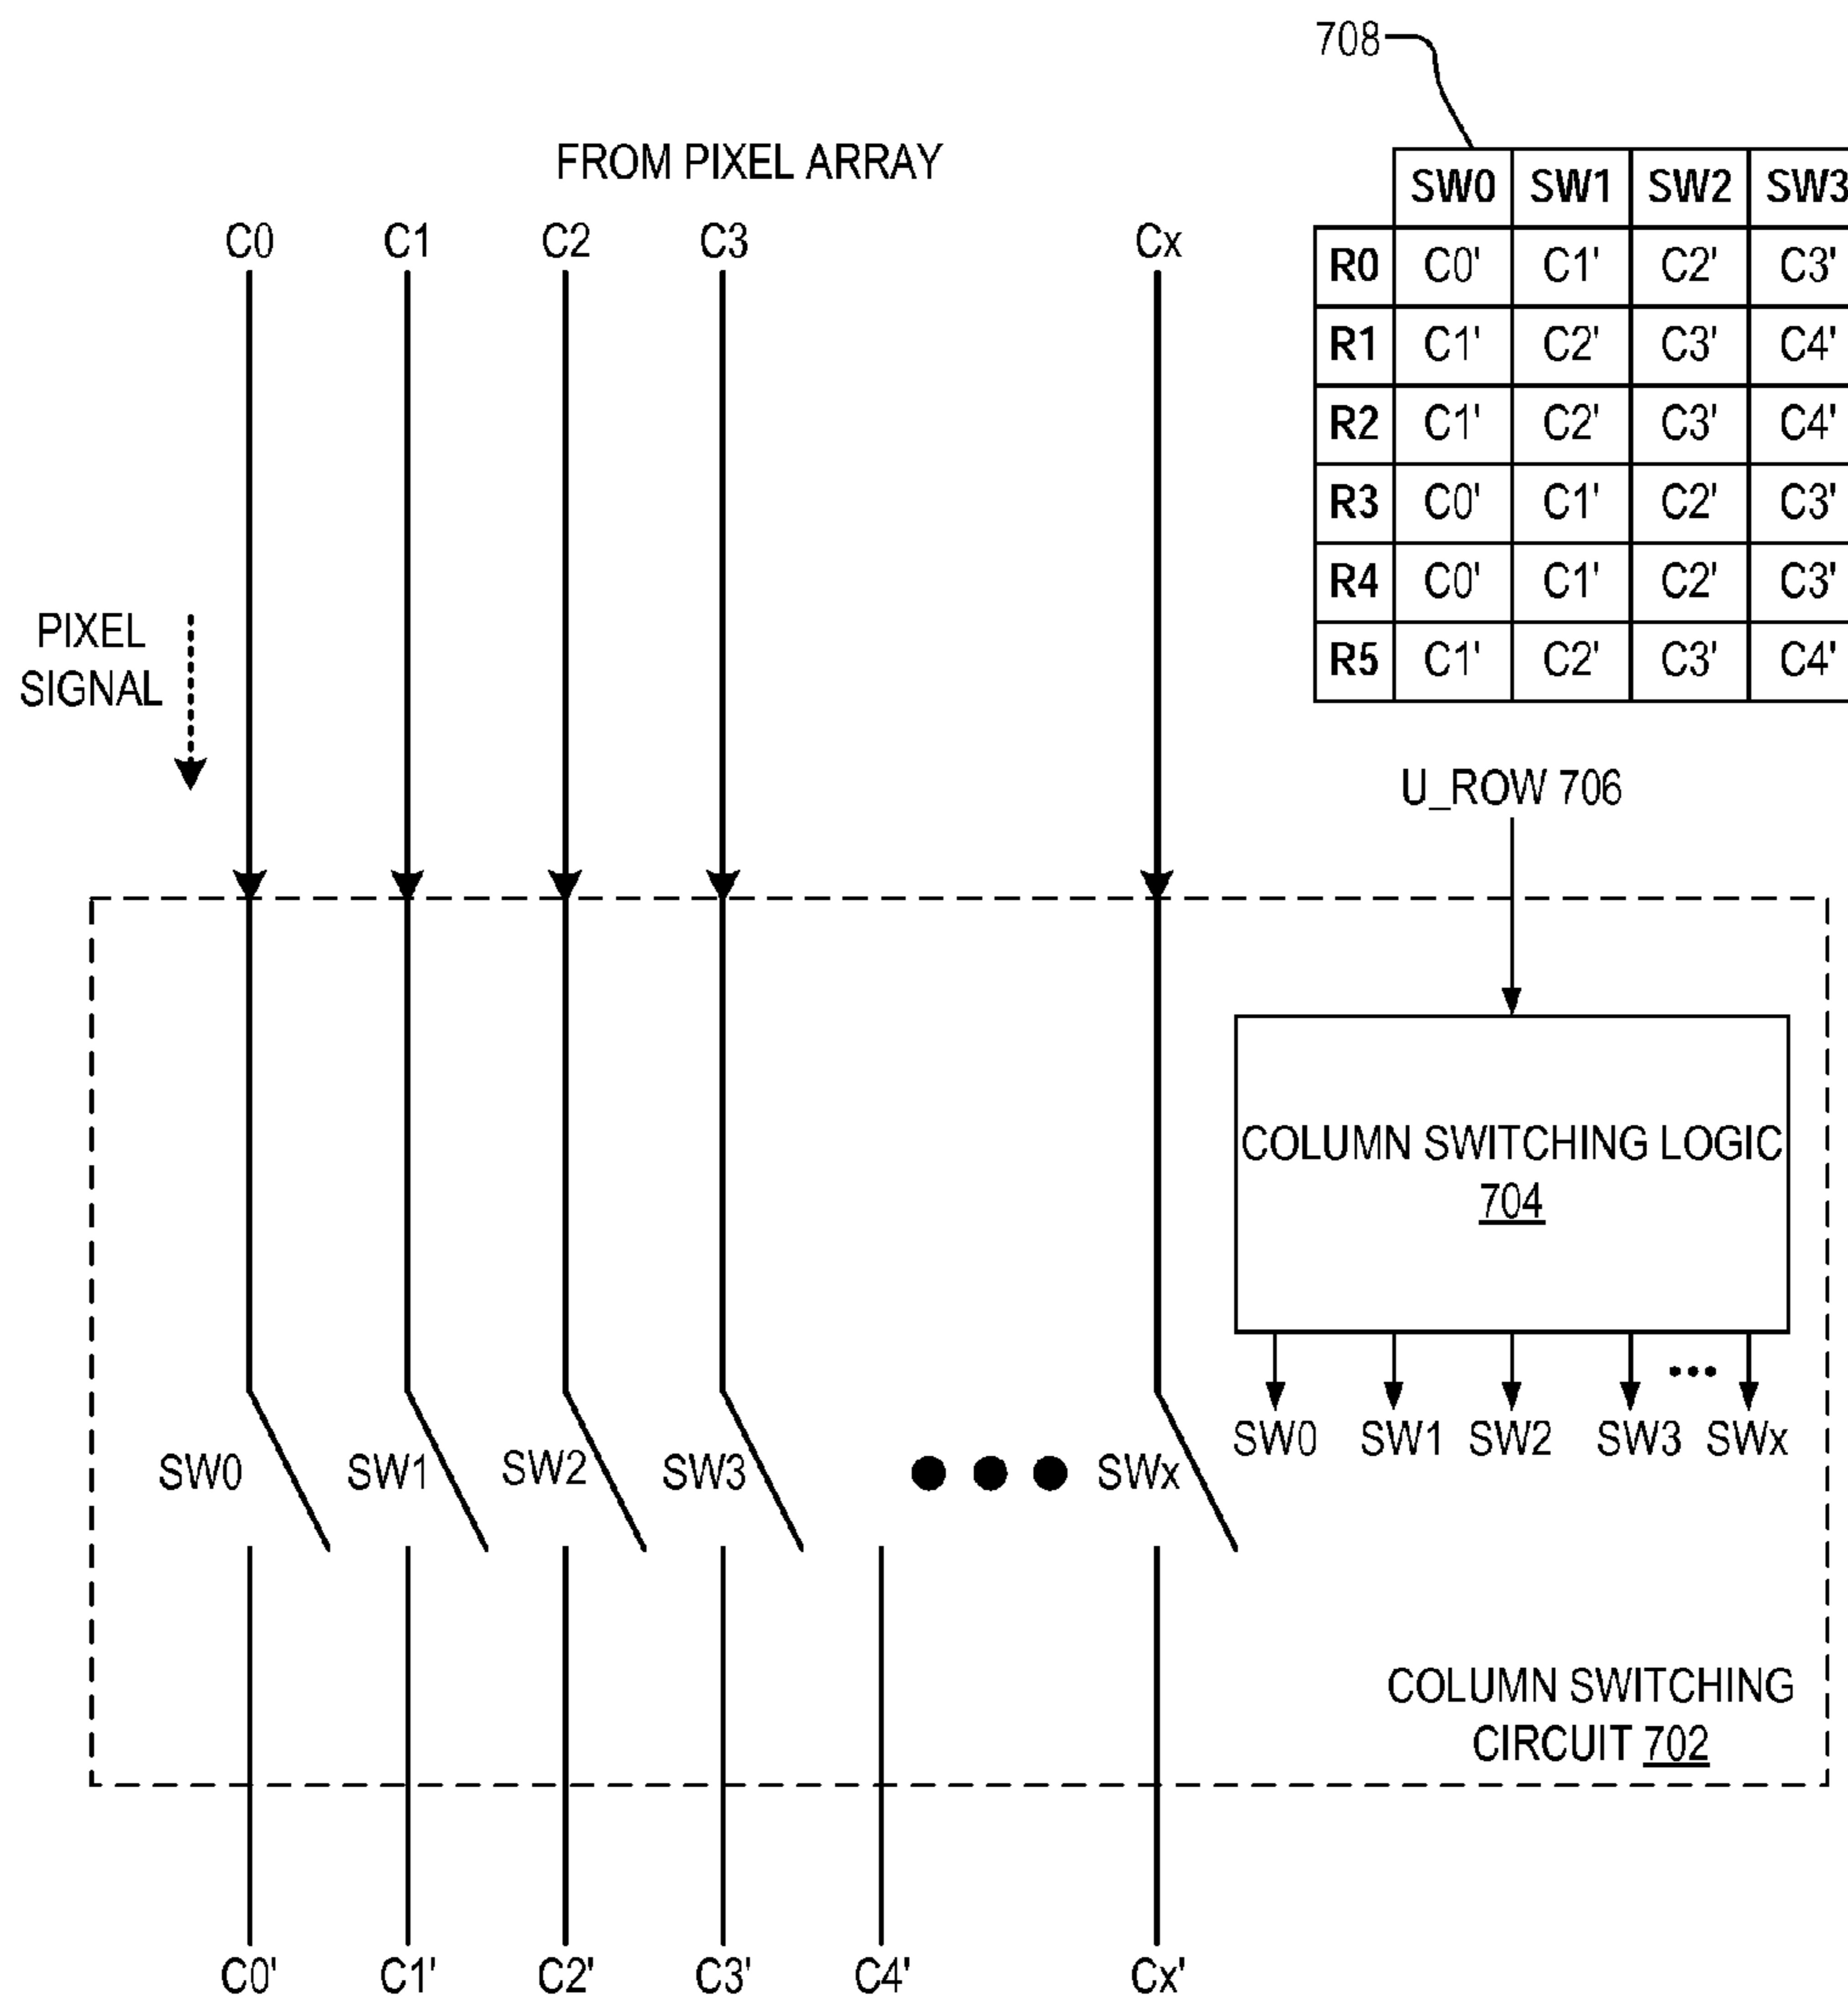 708
FROM PIXEL ARRAY
SW0 SW1 SW2 SW3
C0 C1 C2 C3 Cx
R0 C0' C1' C2' C3'
R1 C1' C2' C3' C4'
R2 C1' C2' C3' C4'
R3 C0' C1' C2' C3'
R4 C0' C1' C2' C3'
R5 C1' C2' C3' C4'
PIXEL
SIGNAL
U_ROW 706
COLUMN SWITCHING LOGIC
704
SW0 SW1 SW2 SW3 SWx
SW0 SW1 SW2 SW3 SWx
COLUMN SWITCHING
CIRCUIT 702
C0' C1' C2' C3' C4' Cx'